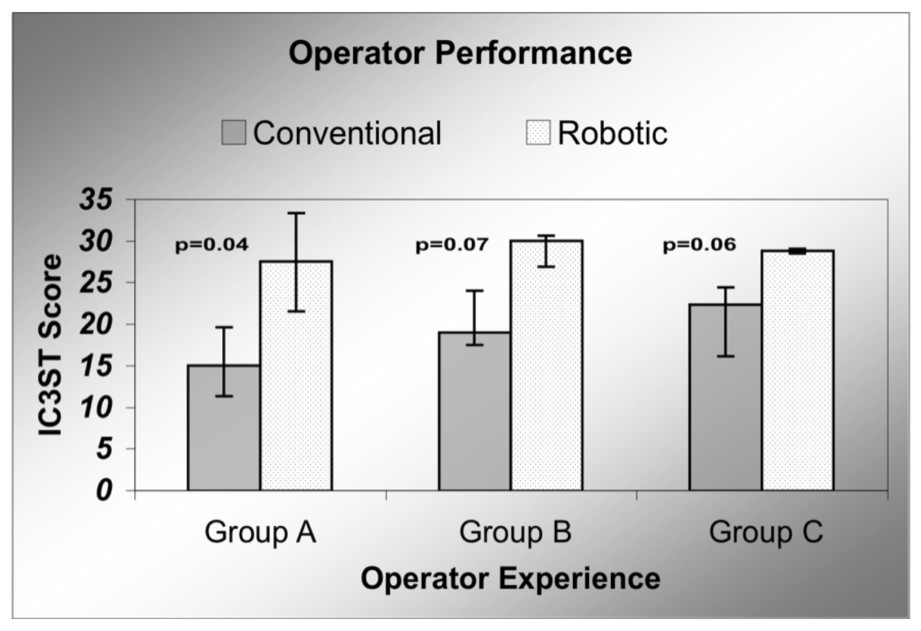 Operator Performance
Conventional Robotic
IC3ST Score
35
30
25
20
15
10
5
0
p=0.04 p=0.07 p=0.06
Group A Group B Group C
Operator Experience